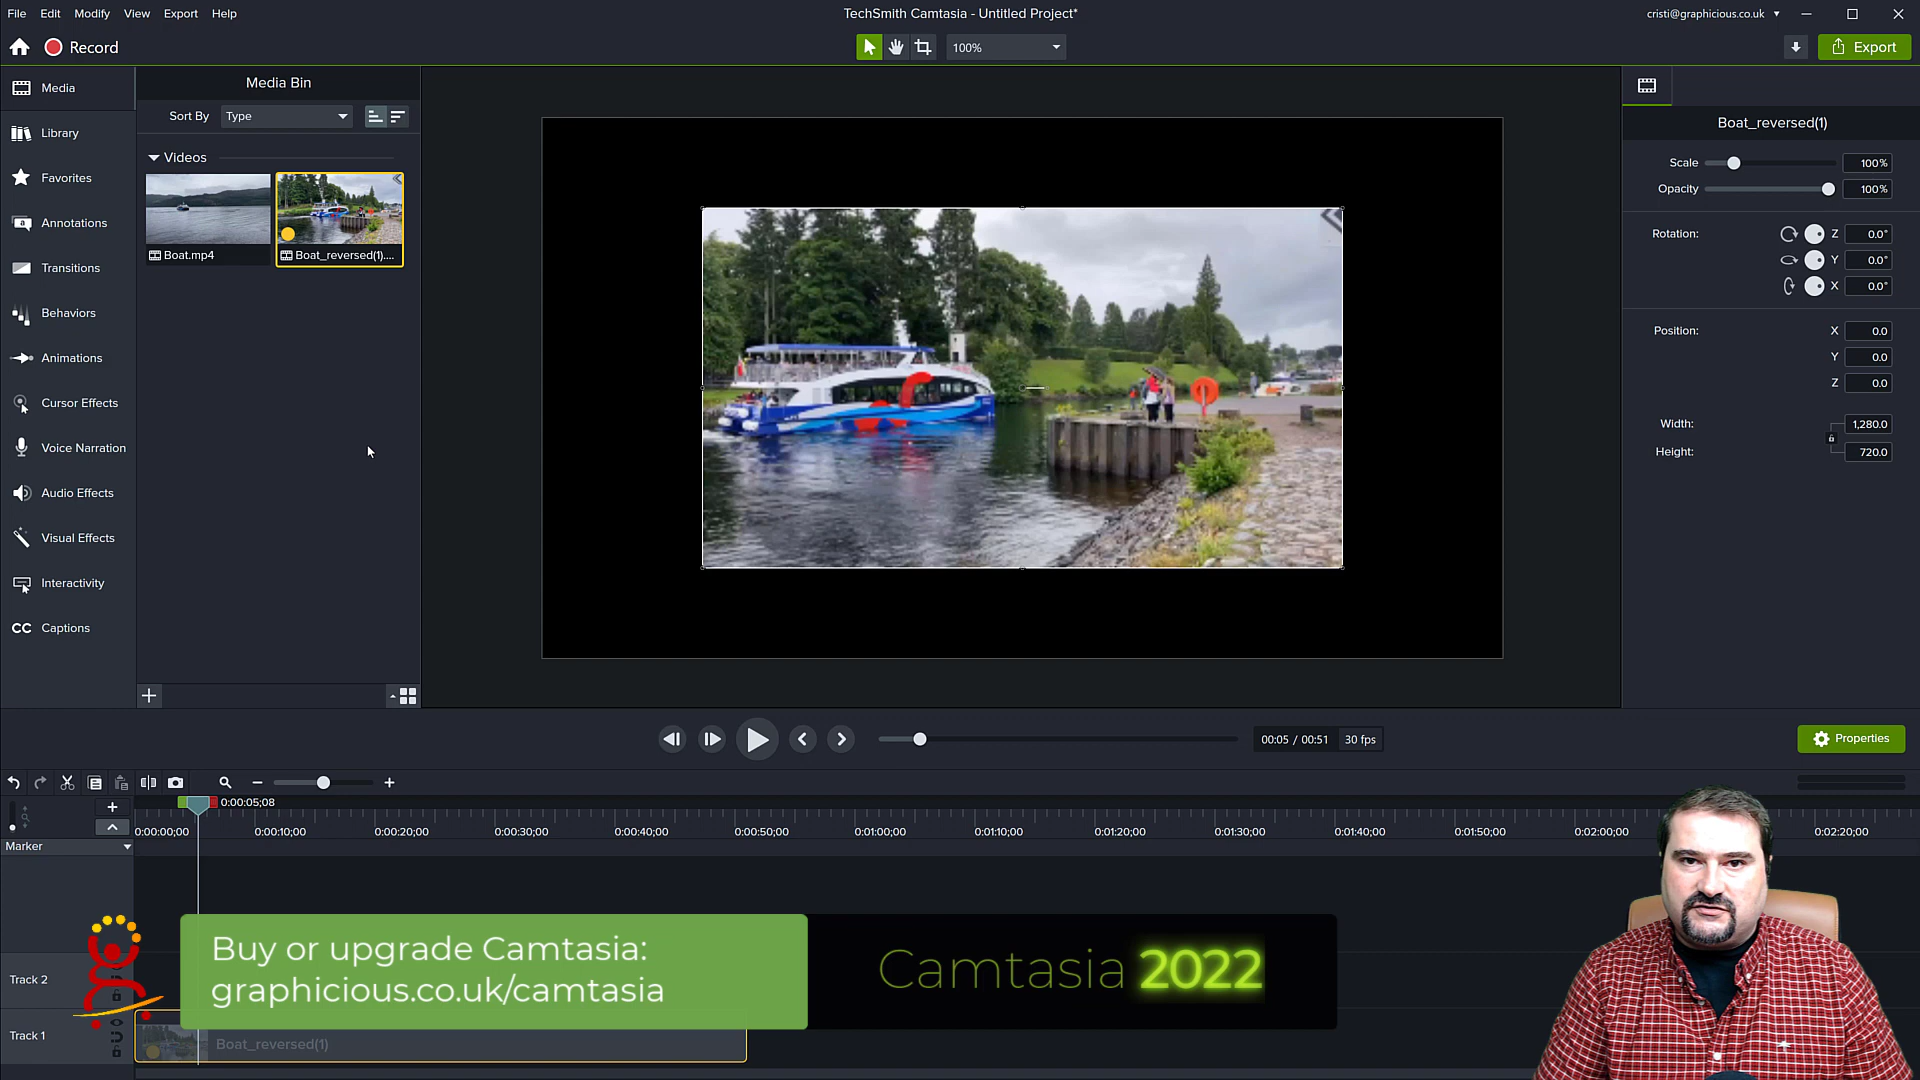 File Edit Modify View Export Help
TechSmith Camtasia - Untitled Project*
cristi@graphicious.co.uk
Record
100%
Export
Media
Library
Favorites
Annotations
Transitions
Behaviors
Animations
Cursor Effects
Voice Narration
Audio Effects
Visual Effects
Interactivity
CC Captions
Media Bin
Sort By Type
Videos
Boat.mp4
Boat_reversed(1)....
Boat_reversed(1)
Scale 100%
Opacity 100%
Rotation: Z 0.0°
Y 0.0°
X 0.0°
Position: X 0.0
Y 0.0
Z 0.0
Width: 1,280.0
Height: 720.0
00:05 / 00:51 30 fps
Properties
0:00:05;08
0:00:00;00 0:00:10;00 0:00:20;00 0:00:30;00 0:00:40;00 0:00:50;00 0:01:00;00 0:01:10;00 0:01:20;00 0:01:30;00 0:01:40;00 0:01:50;00 0:02:00;00 0:02:20;00
Marker
Track 2
Track 1
Buy or upgrade Camtasia:
graphicious.co.uk/camtasia
Camtasia 2022
Boat_reversed(1)